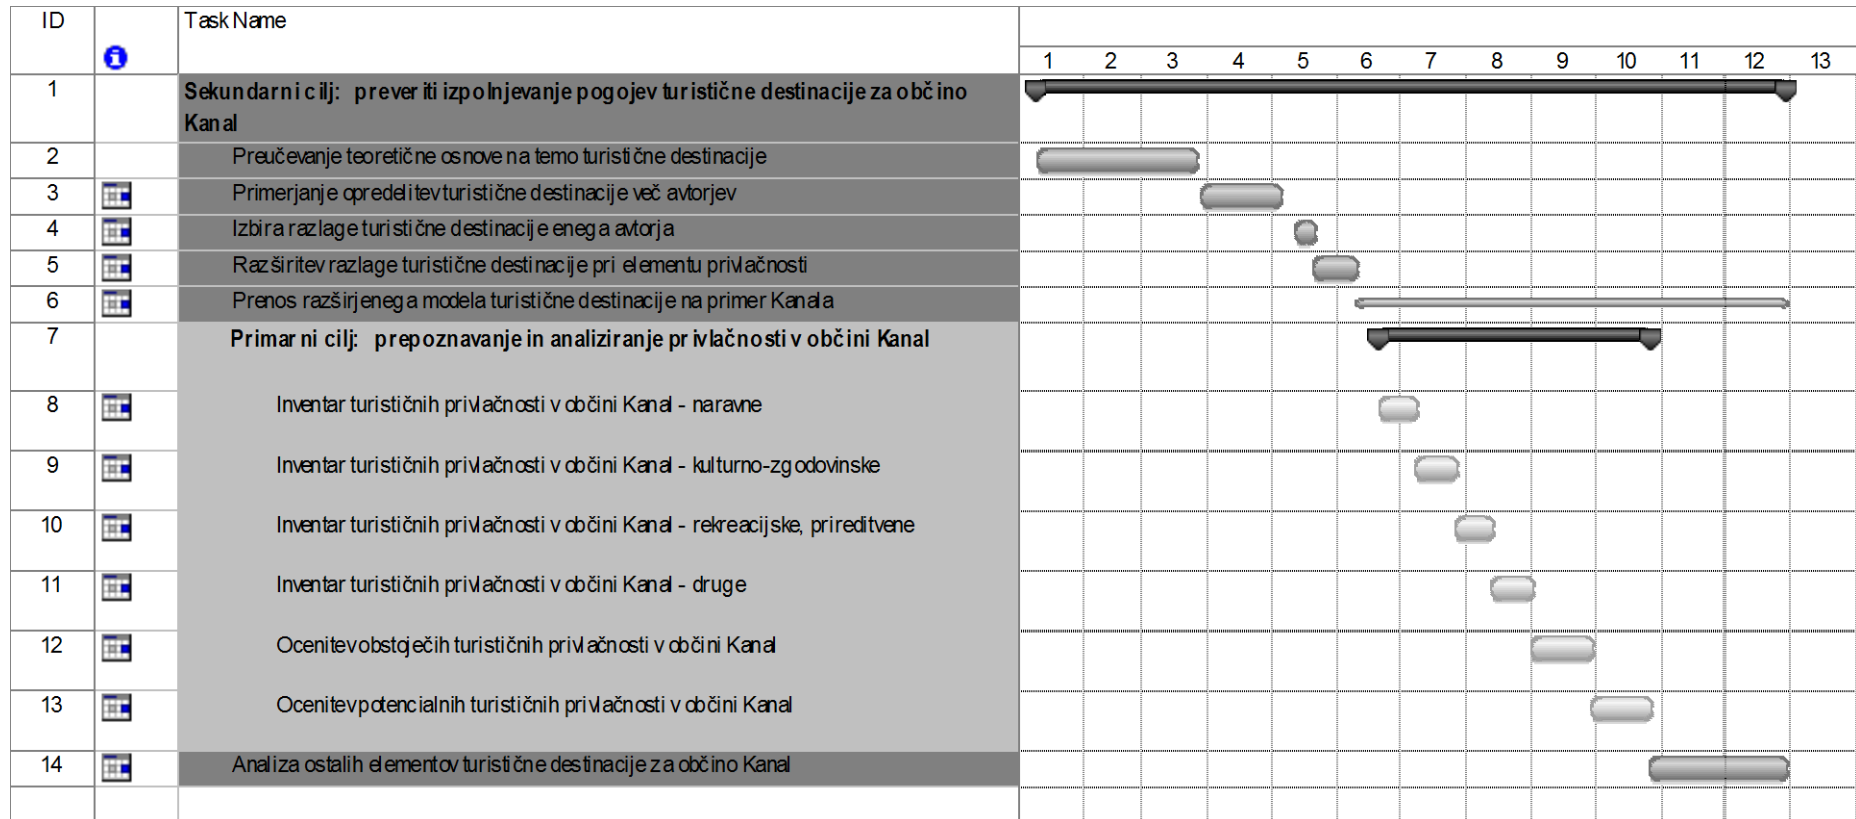 ID Task Name
1 2 3 4 5 6 7 8 9 10 11 12 13
1 Sekundarni cilj: preveriti izpolnjevanje pogojev turistične destinacije za občino
Kanal
2 Preučevanje teoretične osnove na temo turistične destinacije
3 Primerjanje opredelitev turistične destinacije več avtorjev
4 Izbira razlage turistične destinacije enega avtorja
5 Razširitev razlage turistične destinacije pri elementu privlačnosti
6 Prenos razširjenega modela turistične destinacije na primer Kanala
7 Primarni cilj: prepoznavanje in analiziranje privlačnosti v občini Kanal
8 Inventar turističnih privlačnosti v občini Kanal - naravne
9 Inventar turističnih privlačnosti v občini Kanal - kulturno-zgodovinske
10 Inventar turističnih privlačnosti v občini Kanal - rekreacijske, prireditvene
11 Inventar turističnih privlačnosti v občini Kanal - druge
12 Ocenitev obstoječih turističnih privlačnosti v občini Kanal
13 Ocenitev potencialnih turističnih privlačnosti v občini Kanal
14 Analiza ostalih elementov turistične destinacije za občino Kanal